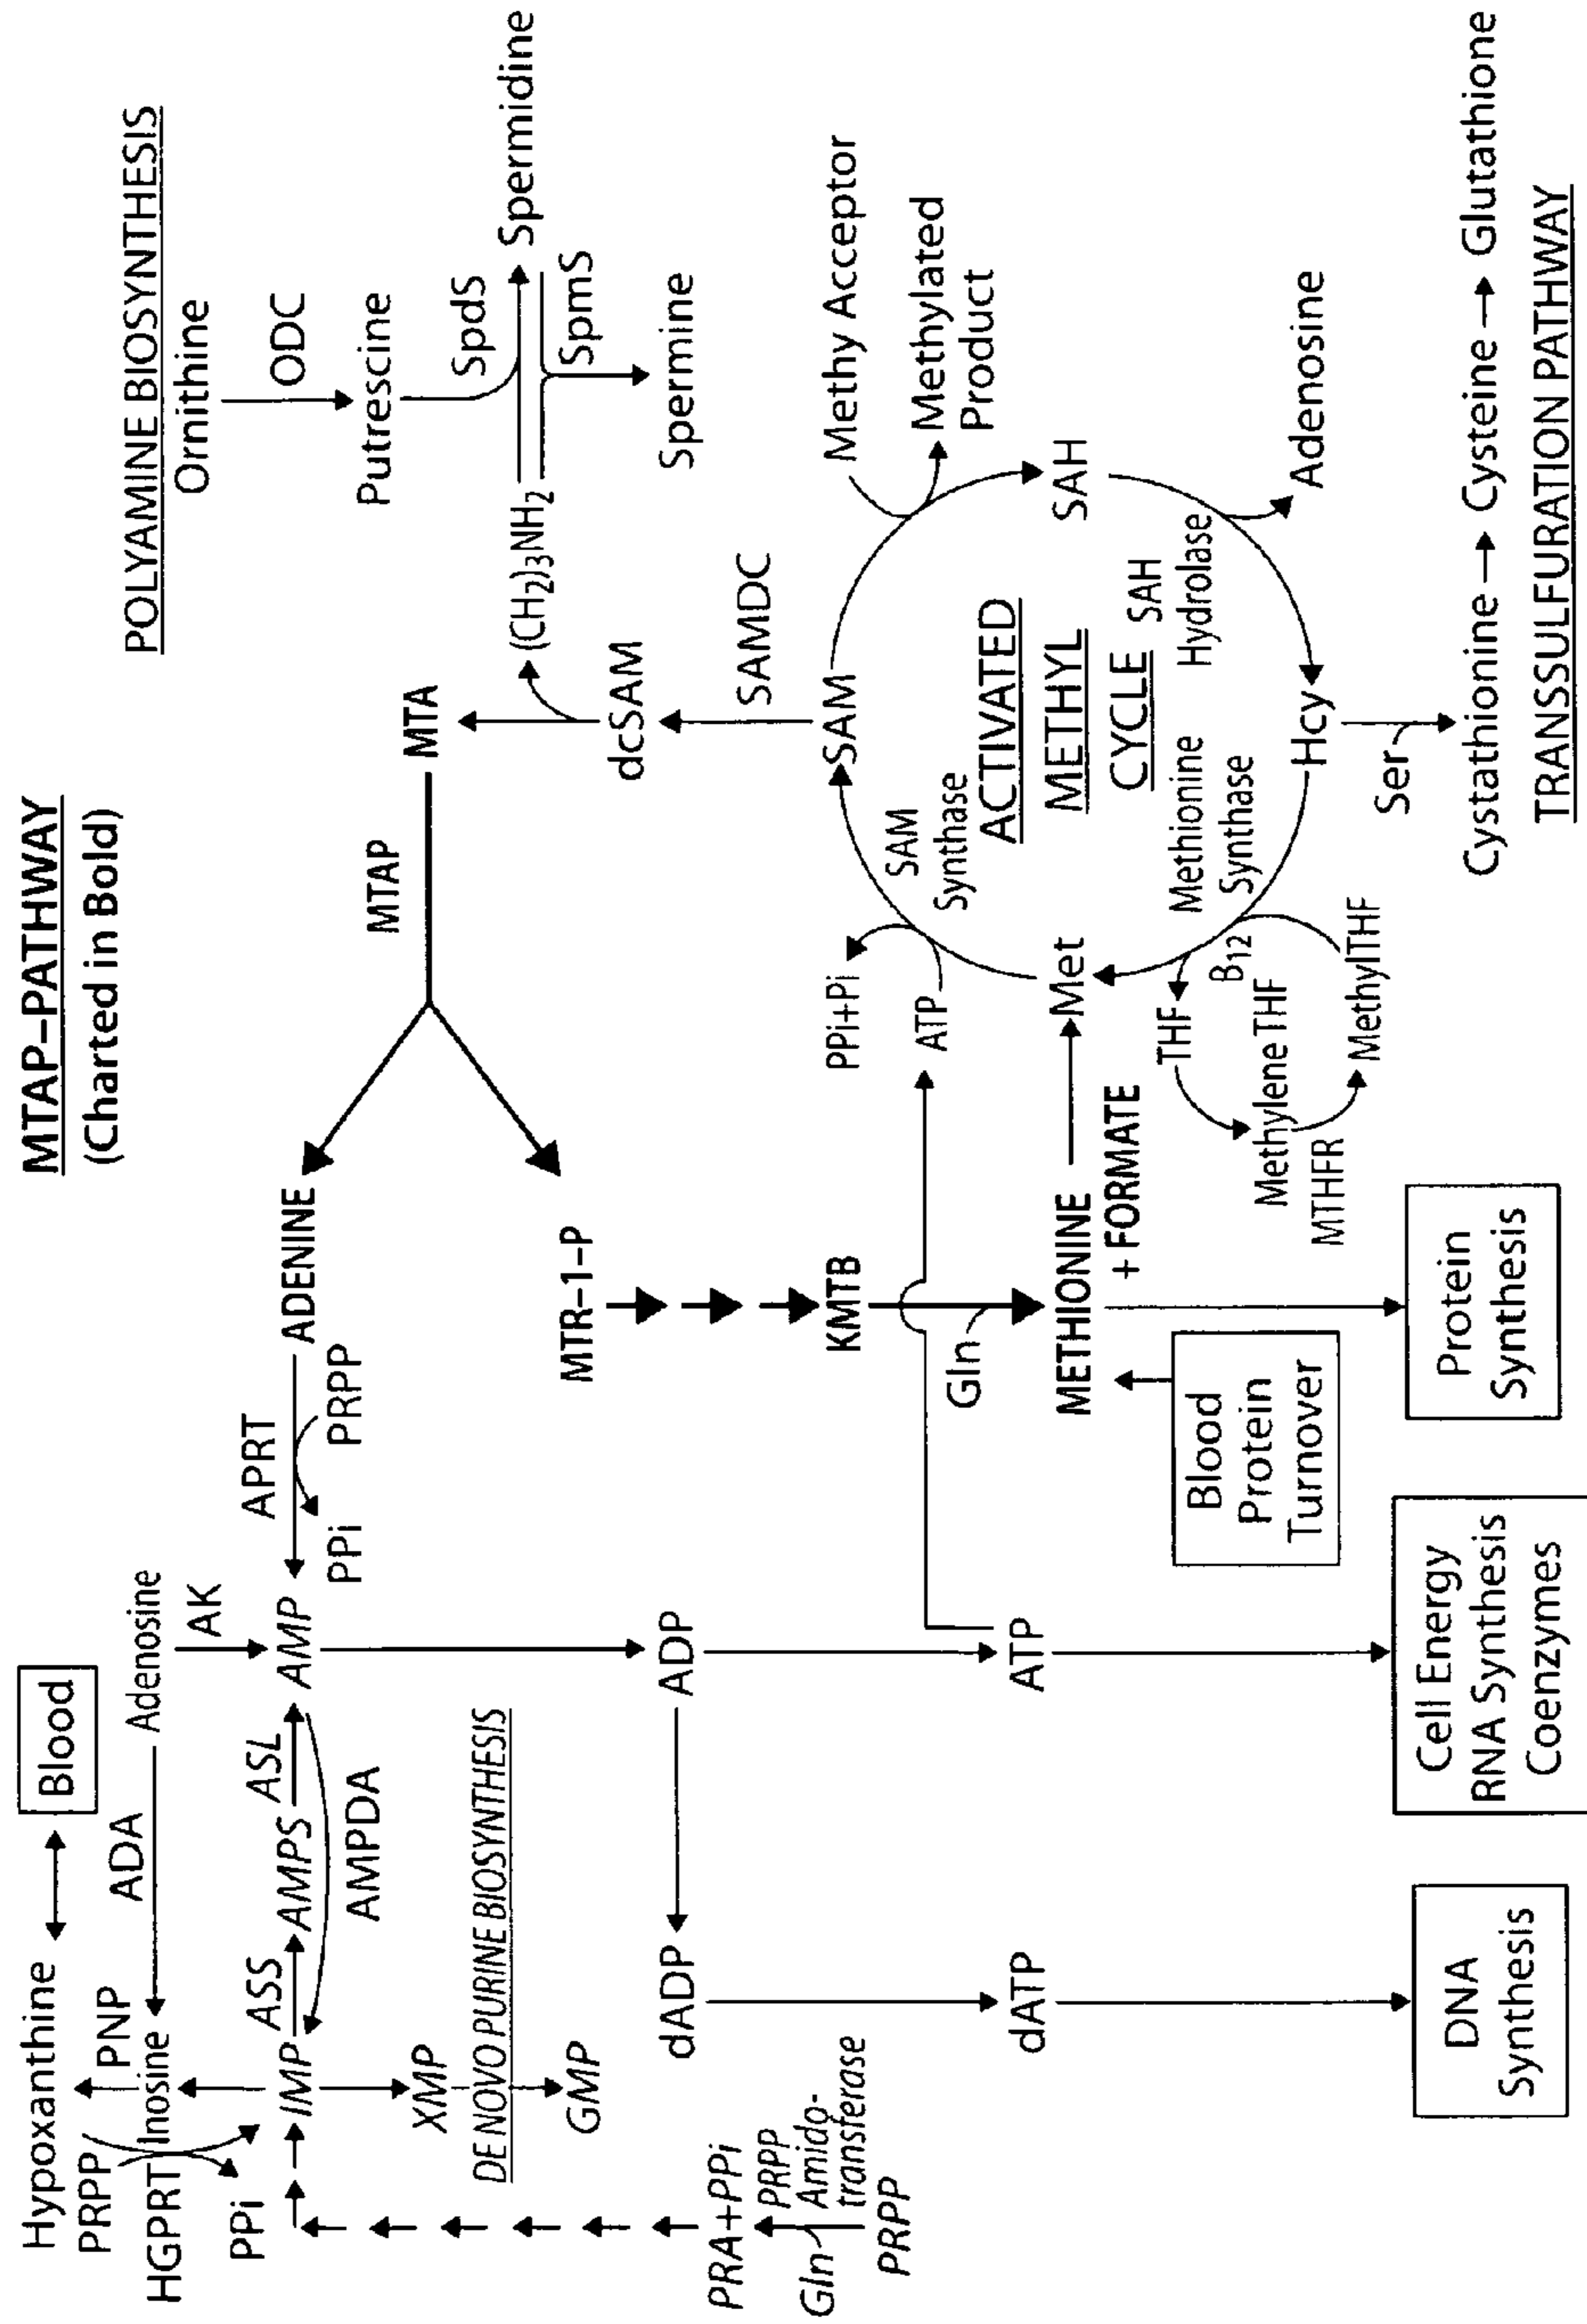 MTAP–PATHWAY
(Charted in Bold)
POLYAMINE BIOSYNTHESIS
Ornithine
ODC
Putrescine
SpdS
(CH2)3NH2
Spermidine
SpmS
Spermine
MTA
MTAP
dcSAM
SAMDC
SAM
Methy Acceptor
Methylated
Product
SAH
SAH
Hydrolase
Adenosine
Hcy
ACTIVATED
METHYL
CYCLE
SAM
Synthase
PPi+Pi
ATP
Met
Methionine
Synthase
B12
THF
Methylene THF
MTHFR
MethylTHF
Ser
Cystathionine
Cysteine
Glutathione
TRANSSULFURATION PATHWAY
ADENINE
MTR–1–P
KMTB
Gln
METHIONINE
+ FORMATE
Blood
Protein
Turnover
Protein
Synthesis
APRT
PRPP
PPi
Hypoxanthine
Blood
PRPP
PNP
ADA
Adenosine
HGPRT
Inosine
AK
PPi
IMP
ASS
AMPS
ASL
AMP
AMPDA
XMP
DE NOVO PURINE BIOSYNTHESIS
GMP
PRA+PPi
Gln
PRPP
Amido-
transferase
PRPP
dADP
ADP
dATP
ATP
DNA
Synthesis
Cell Energy
RNA Synthesis
Coenzymes